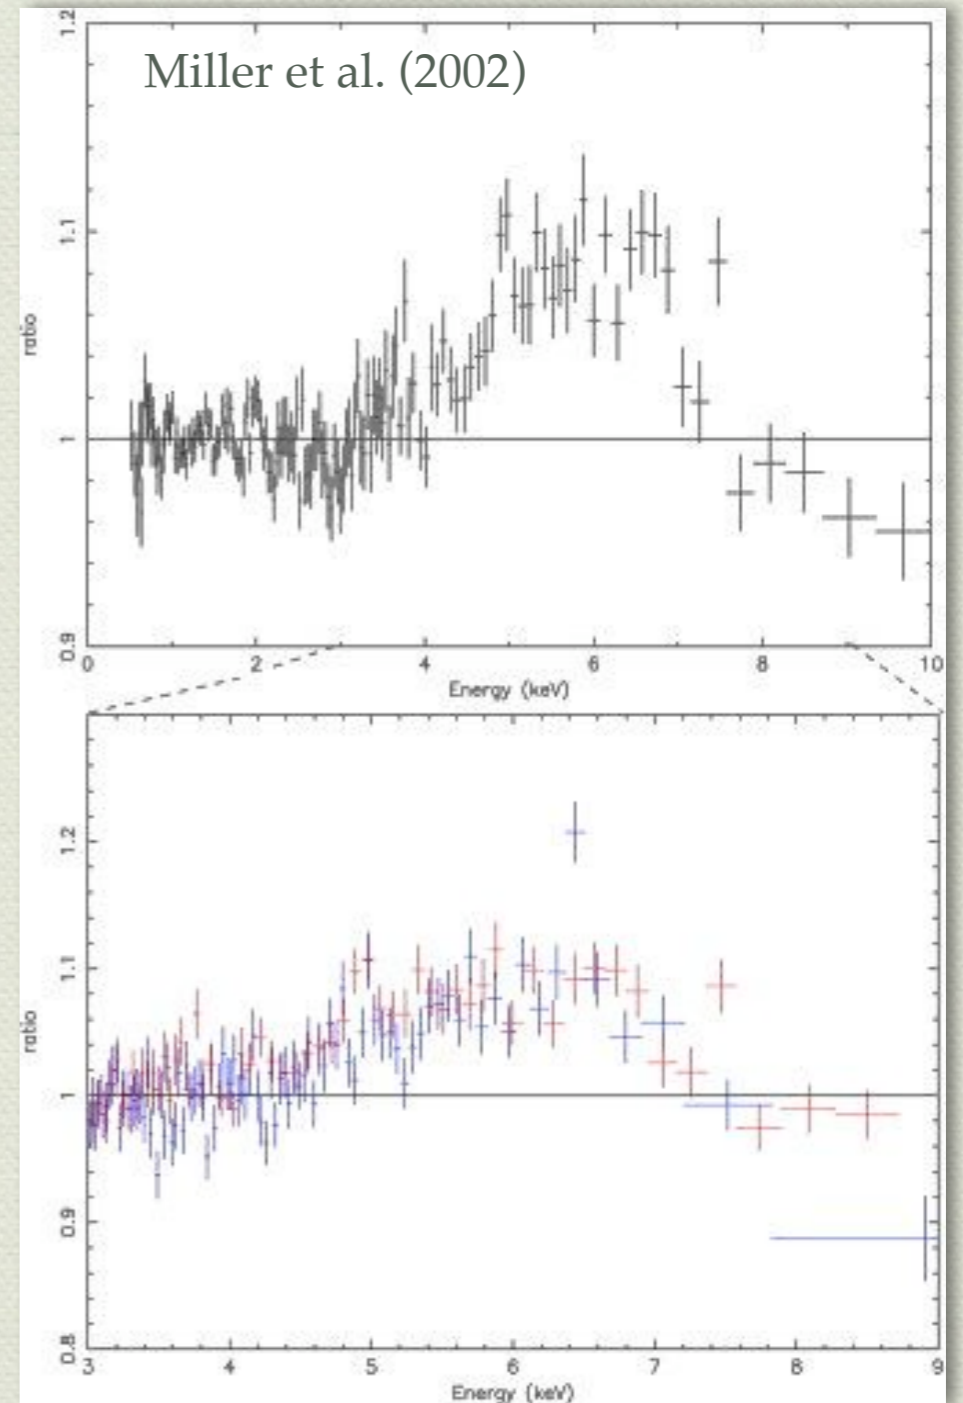 Miller et al. (2002)
1.2
1.1
1
0.9
ratio
0 2 4 6 8 10
Energy (keV)
1.2
1.1
1
0.9
0.8
ratio
3 4 5 6 7 8 9
Energy (keV)